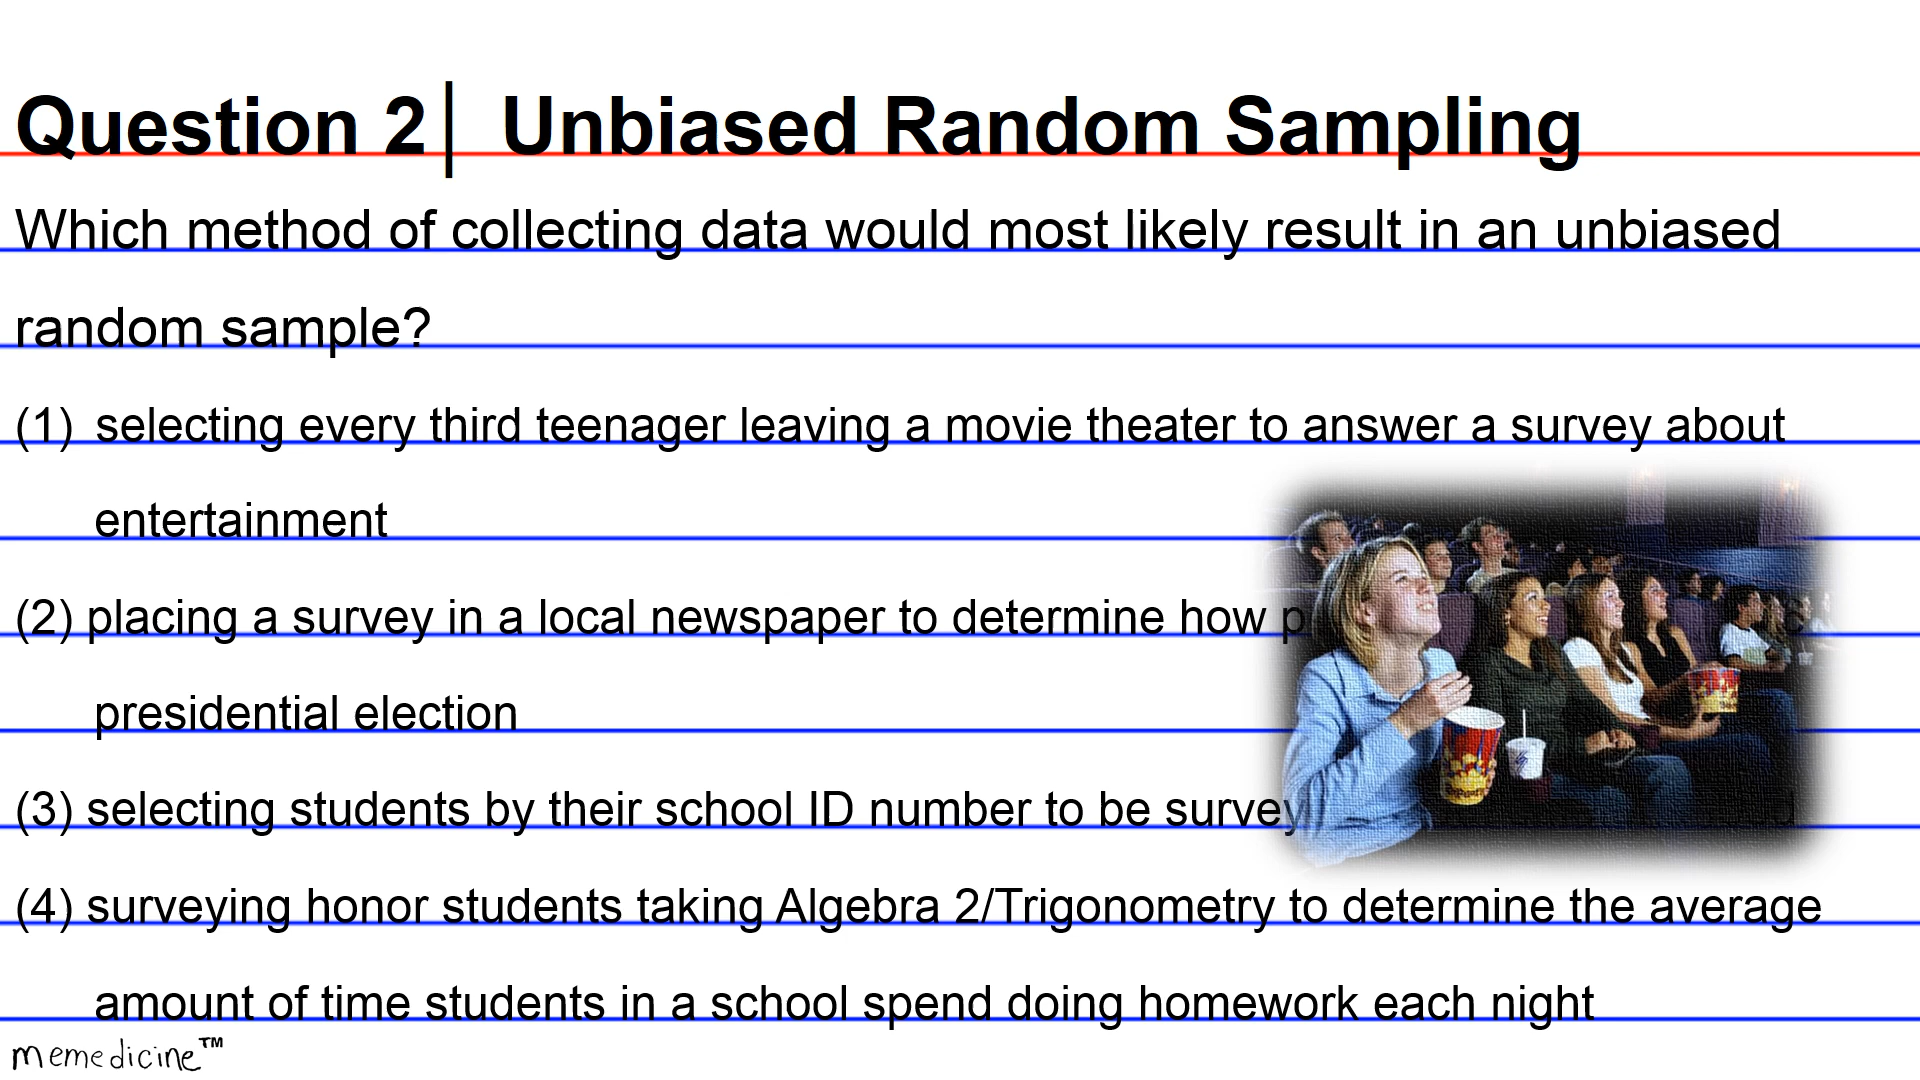 Question 2│ Unbiased Random Sampling
Which method of collecting data would most likely result in an unbiased
random sample?
(1) selecting every third teenager leaving a movie theater to answer a survey about
entertainment
(2) placing a survey in a local newspaper to determine how
presidential election
(3) selecting students by their school ID number to be
(4) surveying honor students taking Algebra 2/Trigonometry to determine the average
amount of time students in a school spend doing homework each night
memedicine™